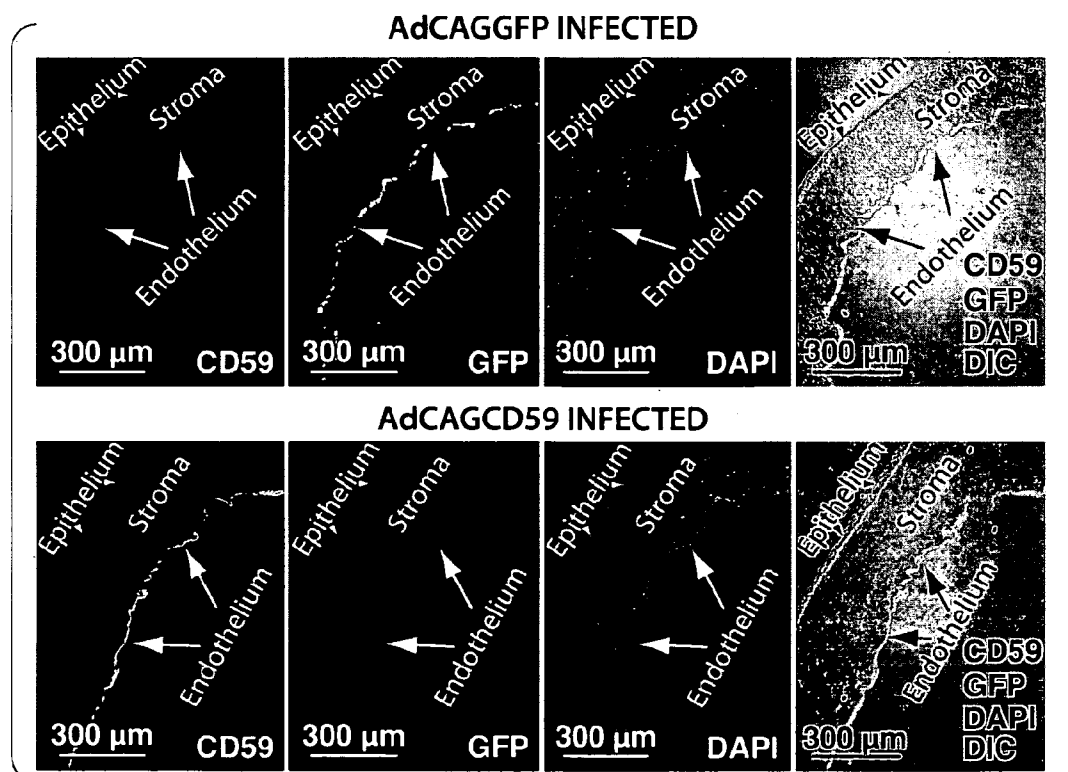 AdCAGGFP INFECTED
Epithelium
Stroma
Endothelium
300 µm
CD59
Epithelium
Stroma
Endothelium
300 µm
GFP
Epithelium
Stroma
Endothelium
300 µm
DAPI
Epithelium
Stroma
Endothelium
300 µm
CD59
GFP
DAPI
DIC
AdCAGCD59 INFECTED
Epithelium
Stroma
Endothelium
300 µm
CD59
Epithelium
Stroma
Endothelium
300 µm
GFP
Epithelium
Stroma
Endothelium
300 µm
DAPI
Epithelium
Stroma
Endothelium
300 µm
CD59
GFP
DAPI
DIC